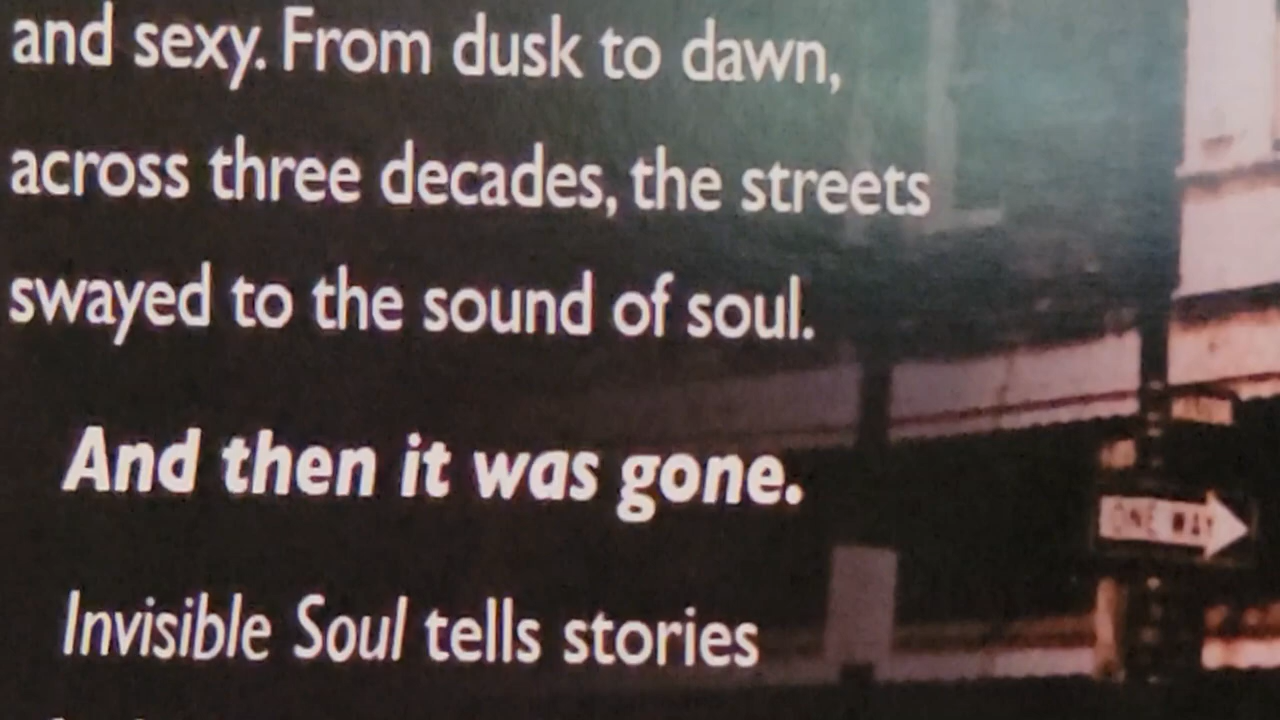 and sexy. From dusk to dawn,
across three decades, the streets
swayed to the sound of soul.
And then it was gone.
Invisible Soul tells stories
ONE WAY